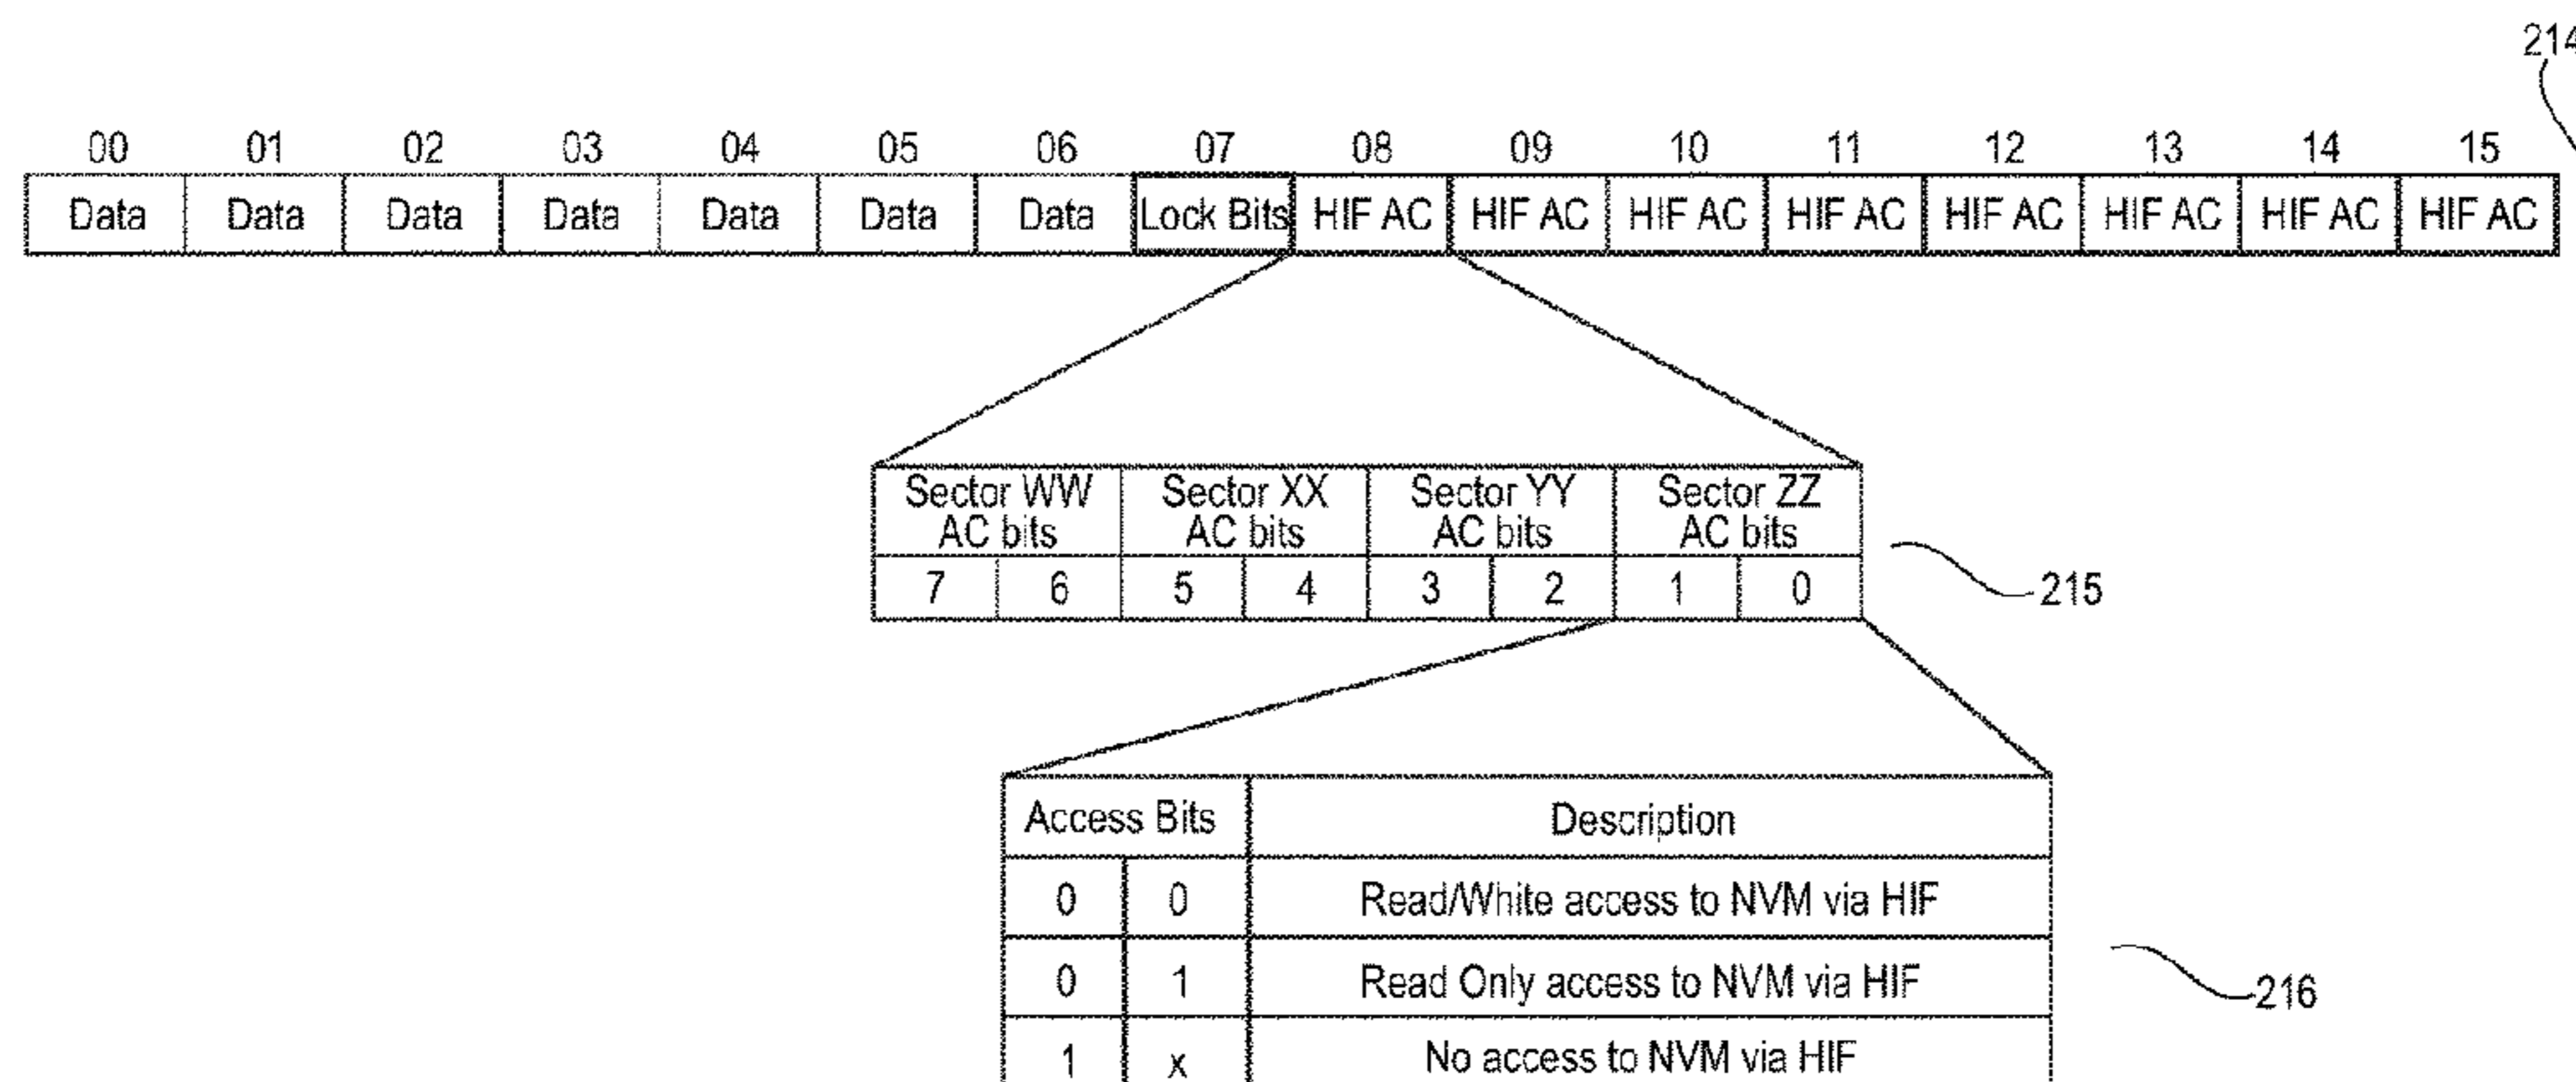 214
00 01 02 03 04 05 06 07 08 09 10 11 12 13 14 15
Data Data Data Data Data Data Data Lock Bits HIF AC HIF AC HIF AC HIF AC HIF AC HIF AC HIF AC HIF AC
Sector WW Sector XX Sector YY Sector ZZ
AC bits AC bits AC bits AC bits
7 6 5 4 3 2 1 0
215
Access Bits Description
0 0 Read/White access to NVM via HIF
0 1 Read Only access to NVM via HIF
216
1 x No access to NVM via HIF